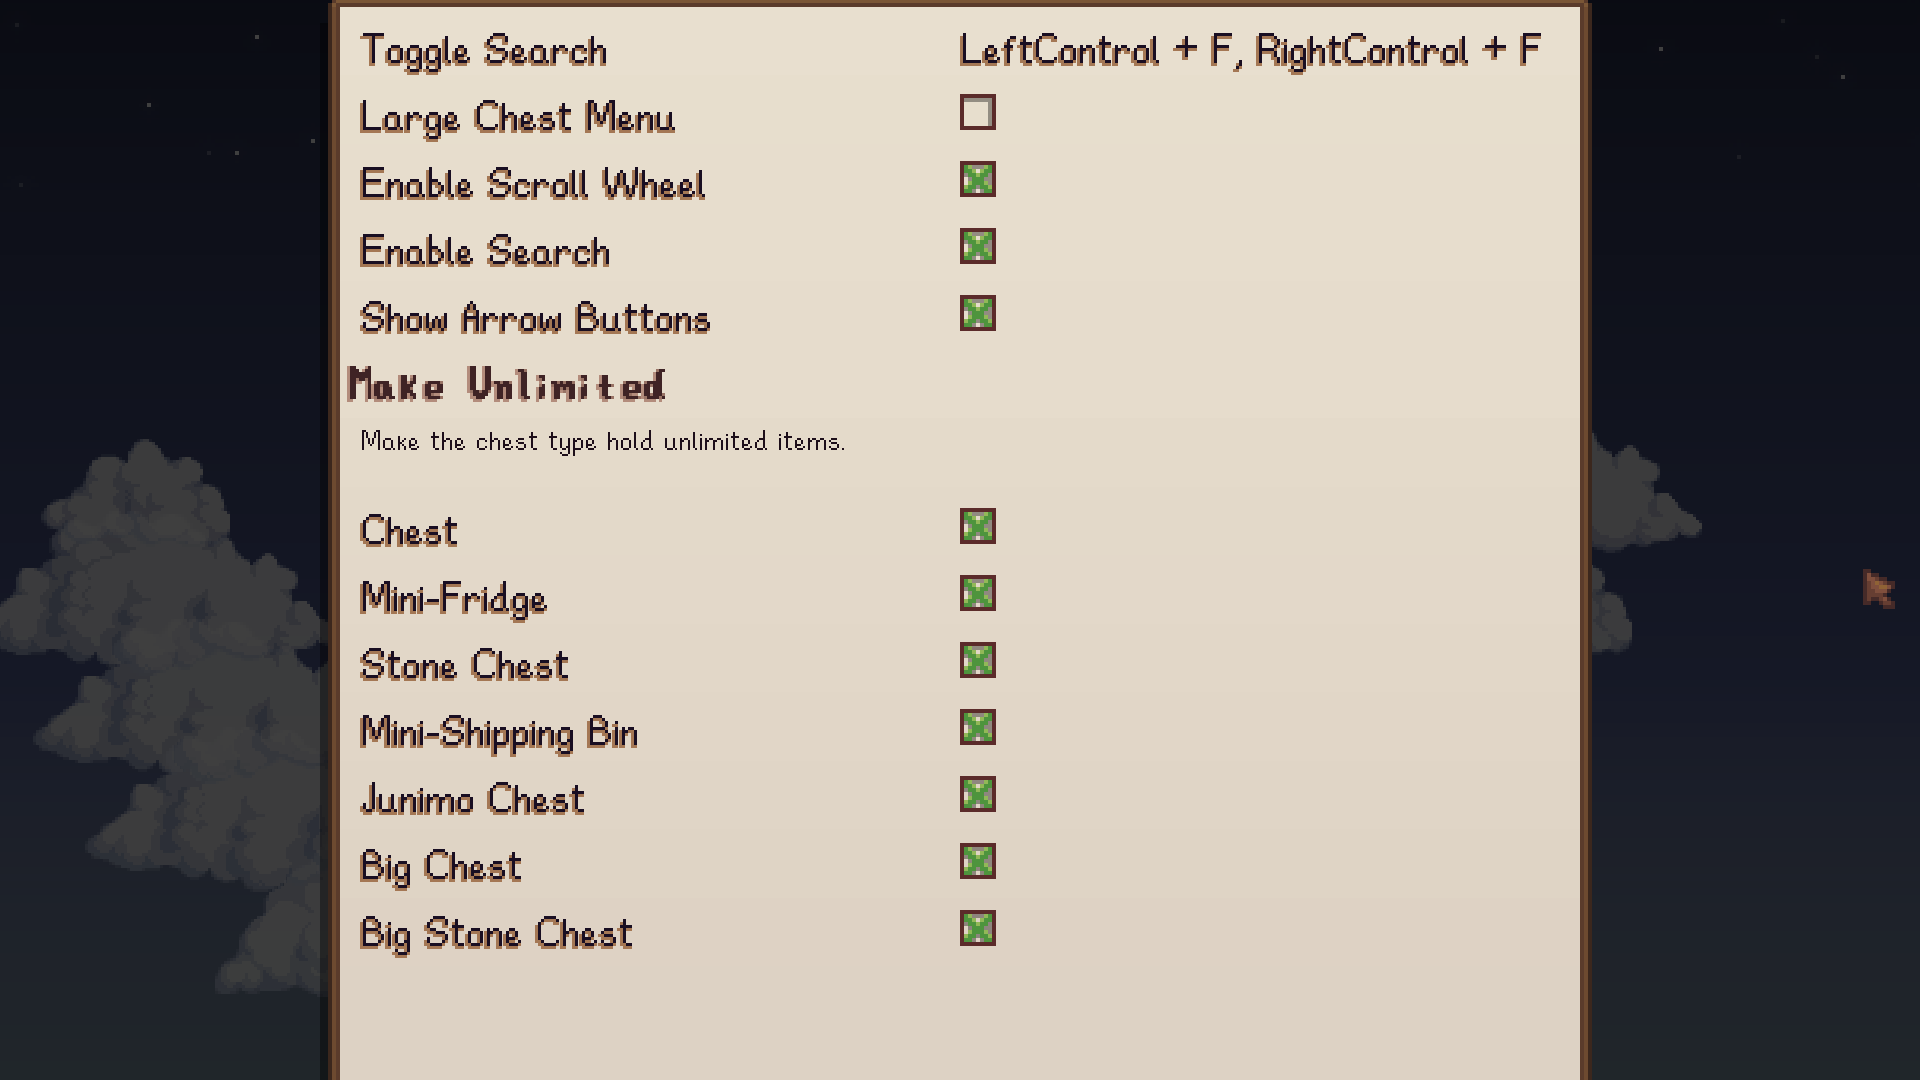 Toggle Search LeftControl + F, RightControl + F
Large Chest Menu
Enable Scroll Wheel
Enable Search
Show Arrow Buttons
Make Unlimited
Make the chest type hold unlimited items.
Chest
Mini-Fridge
Stone Chest
Mini-Shipping Bin
Junimo Chest
Big Chest
Big Stone Chest